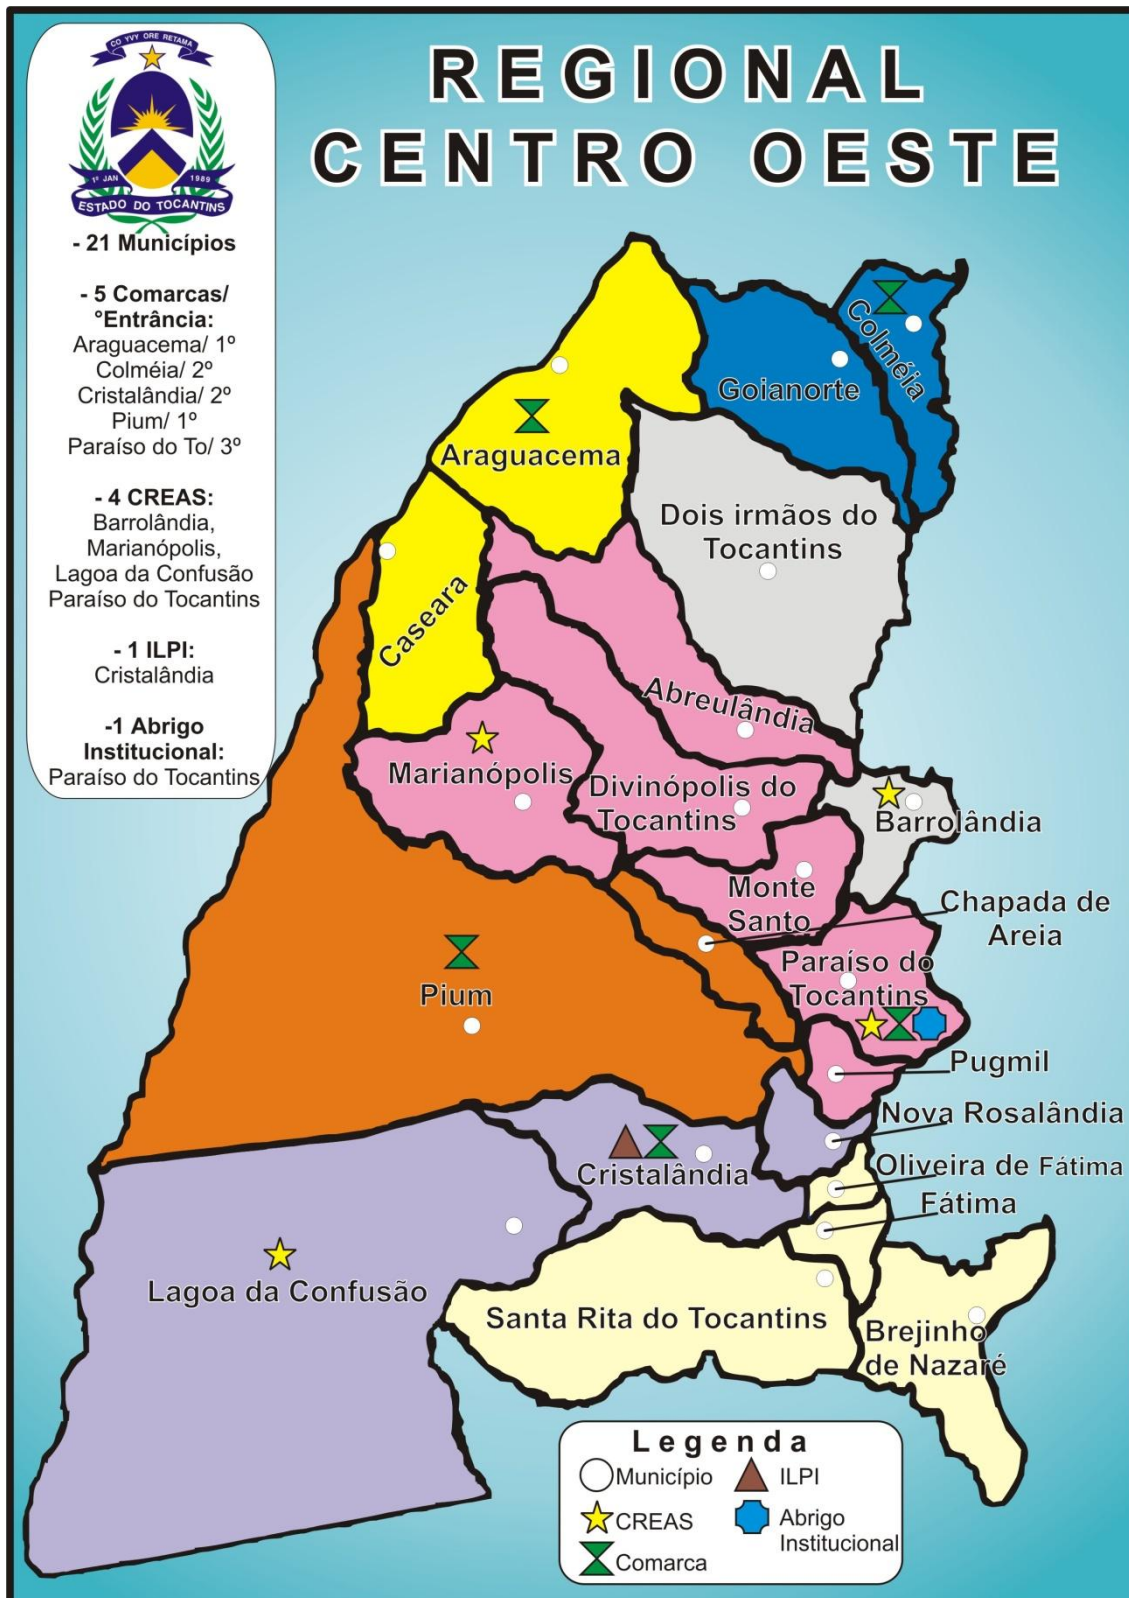 CO YVY ORE RETAMA
1º JAN 1989
ESTADO DO TOCANTINS
- 21 Municípios
- 5 Comarcas/
°Entrância:
Araguacema/ 1º
Colméia/ 2º
Cristalândia/ 2º
Pium/ 1º
Paraíso do To/ 3º
- 4 CREAS:
Barrolândia,
Marianópolis,
Lagoa da Confusão
Paraíso do Tocantins
- 1 ILPI:
Cristalândia
-1 Abrigo
Institucional:
Paraíso do Tocantins
REGIONAL
CENTRO OESTE
Colméia
Goianorte
Araguacema
Dois irmãos do
Tocantins
Caseara
Abreulândia
Marianópolis
Divinópolis do
Tocantins
Barrolândia
Monte
Santo
Chapada de
Areia
Paraíso do
Tocantins
Pium
Pugmil
Nova Rosalândia
Cristalândia
Oliveira de Fátima
Fátima
Lagoa da Confusão
Santa Rita do Tocantins
Brejinho
de Nazaré
Legenda
Município
ILPI
CREAS
Abrigo
Institucional
Comarca